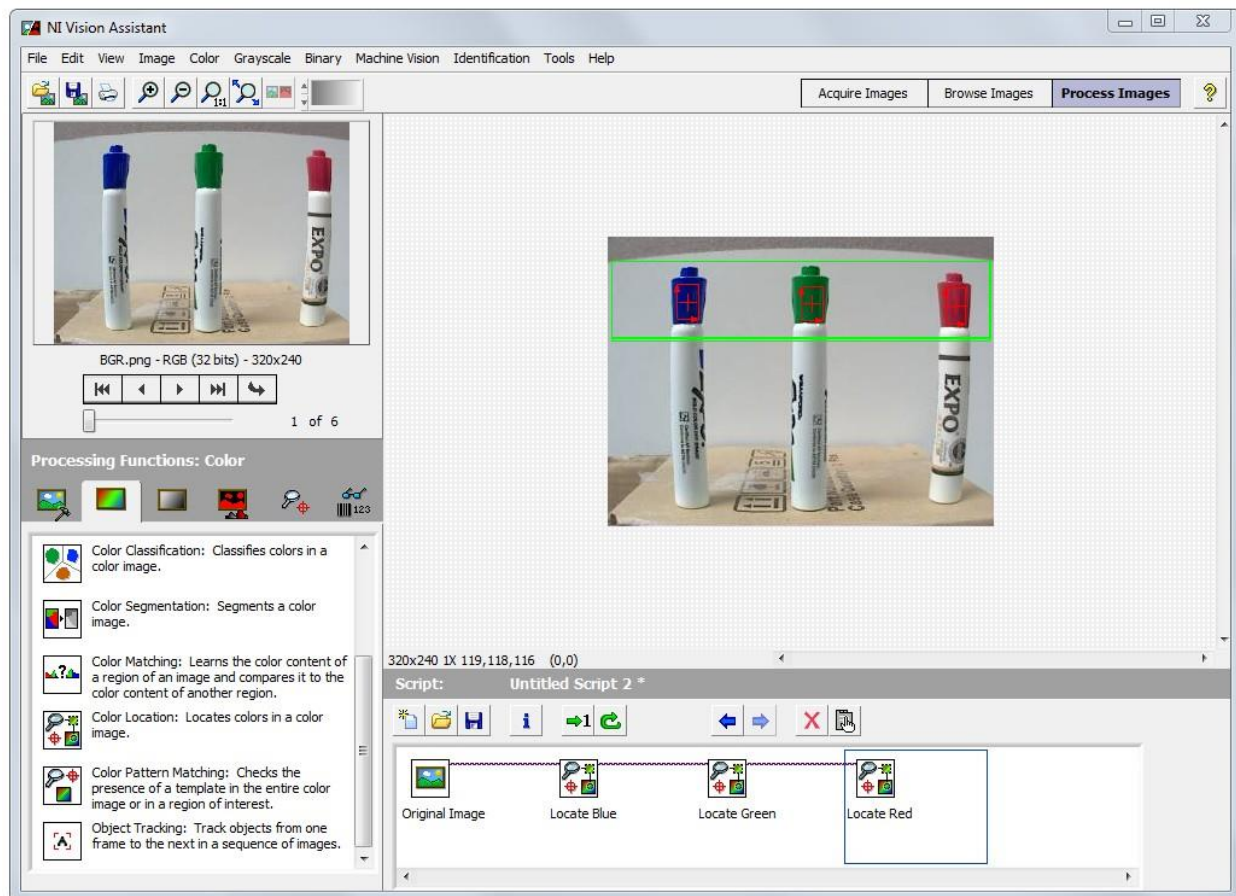 NI Vision Assistant
File Edit View Image Color Grayscale Binary Machine Vision Identification Tools Help
1:1
Acquire Images Browse Images Process Images ?
EXPO
BGR.png - RGB (32 bits) - 320x240
1 of 6
EXPO
Processing Functions: Color
123
Color Classification: Classifies colors in a
color image.
Color Segmentation: Segments a color
image.
Color Matching: Learns the color content of
a region of an image and compares it to the
color content of another region.
Color Location: Locates colors in a color
image.
Color Pattern Matching: Checks the
presence of a template in the entire color
image or in a region of interest.
Object Tracking: Track objects from one
frame to the next in a sequence of images.
320x240 1X 119,118,116 (0,0)
Script: Untitled Script 2 *
Original Image Locate Blue Locate Green Locate Red